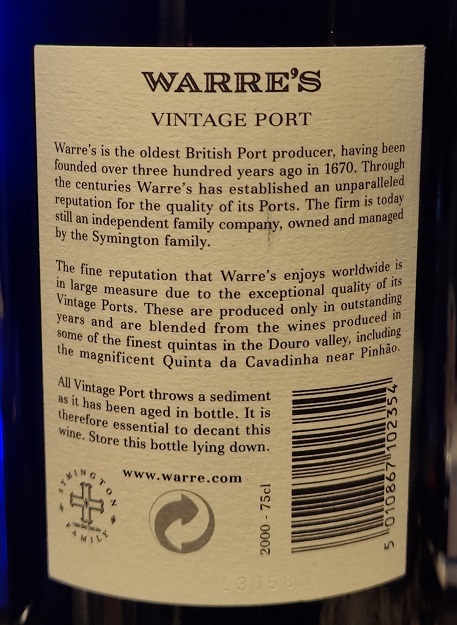 WARRE'S
VINTAGE PORT
Warre's is the oldest British Port producer, having been
founded over three hundred years ago in 1670. Through
the centuries Warre's has established an unparalleled
reputation for the quality of its Ports. The firm is today
still an independent family company, owned and managed
by the Symington family.
The fine reputation that Warre's enjoys worldwide is
in large measure due to the exceptional quality of its
Vintage Ports. These are produced only in outstanding
years and are blended from the wines produced in
some of the finest quintas in the Douro valley, including
the magnificent Quinta da Cavadinha near Pinhão.
All Vintage Port throws a sediment
as it has been aged in bottle. It is
therefore essential to decant this
wine. Store this bottle lying down.
www.warre.com
SYMINGTON
FAMILY
2000 - 75cl
5 010867 102354